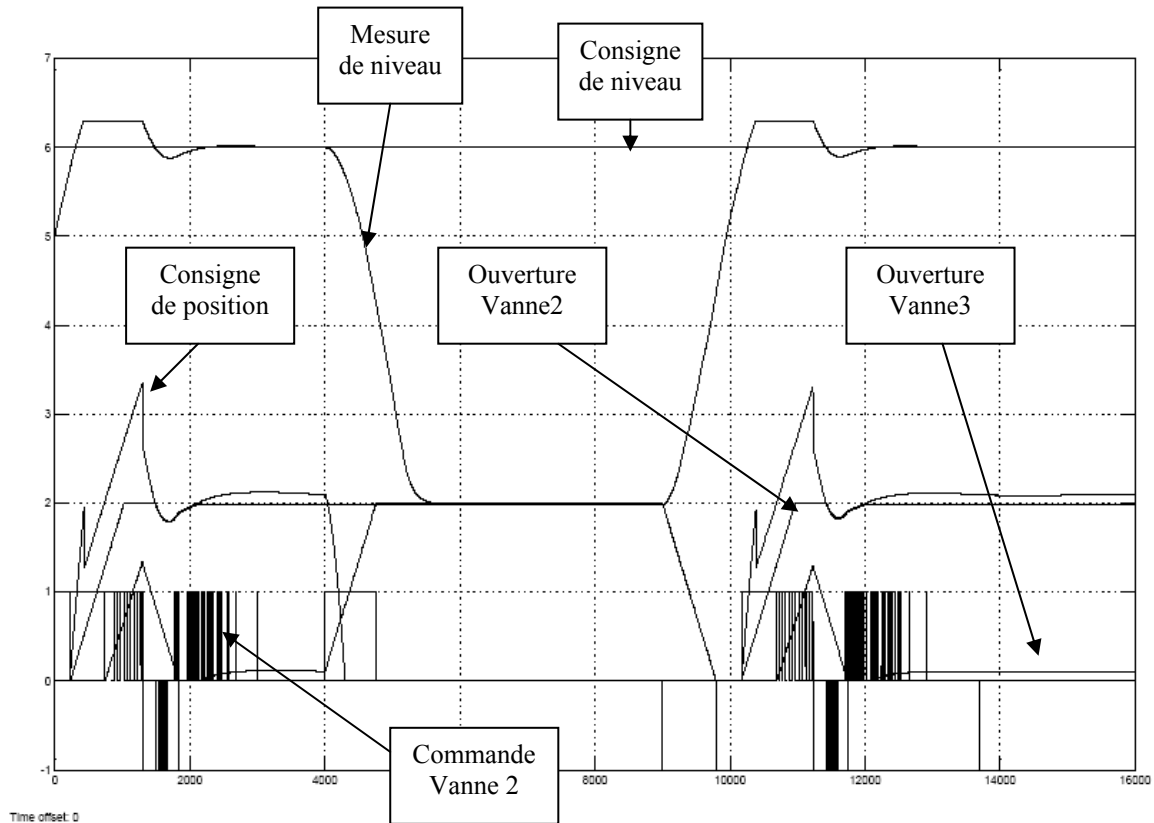 Mesure
de niveau
Consigne
de niveau
7
6
5
Consigne
de position
Ouverture
Vanne2
Ouverture
Vanne3
4
3
2
1
0
Commande
Vanne 2
-1
0
2000
4000
6000
8000
10000
12000
14000
16000
Time offset: 0